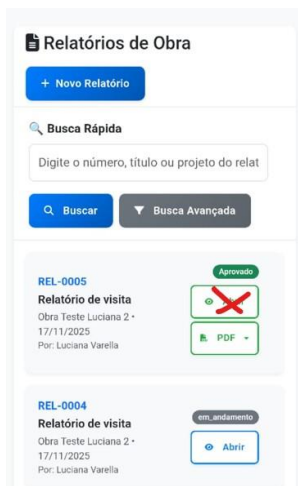 Relatórios de Obra
+ Novo Relatório
Busca Rápida
Digite o número, título ou projeto do relat
Buscar
Busca Avançada
Aprovado
REL-0005
Relatório de visita
Obra Teste Luciana 2 •
17/11/2025
Por: Luciana Varella
PDF
em_andamento
REL-0004
Relatório de visita
Obra Teste Luciana 2 •
17/11/2025
Por: Luciana Varella
Abrir